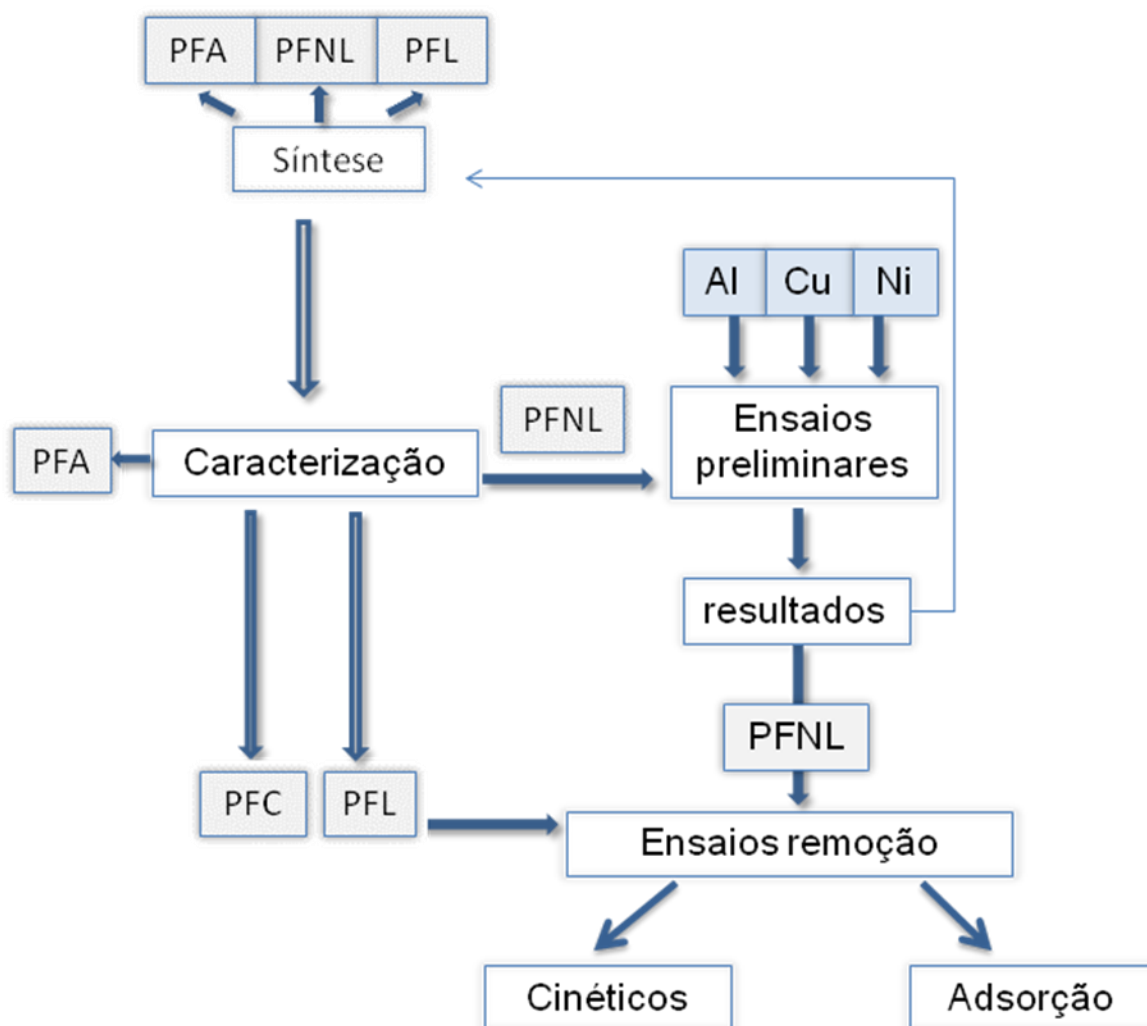 PFA PFNL PFL
Síntese
Al Cu Ni
PFNL
Ensaios
preliminares
PFA
Caracterização
resultados
PFNL
PFC PFL
Ensaios remoção
Cinéticos
Adsorção